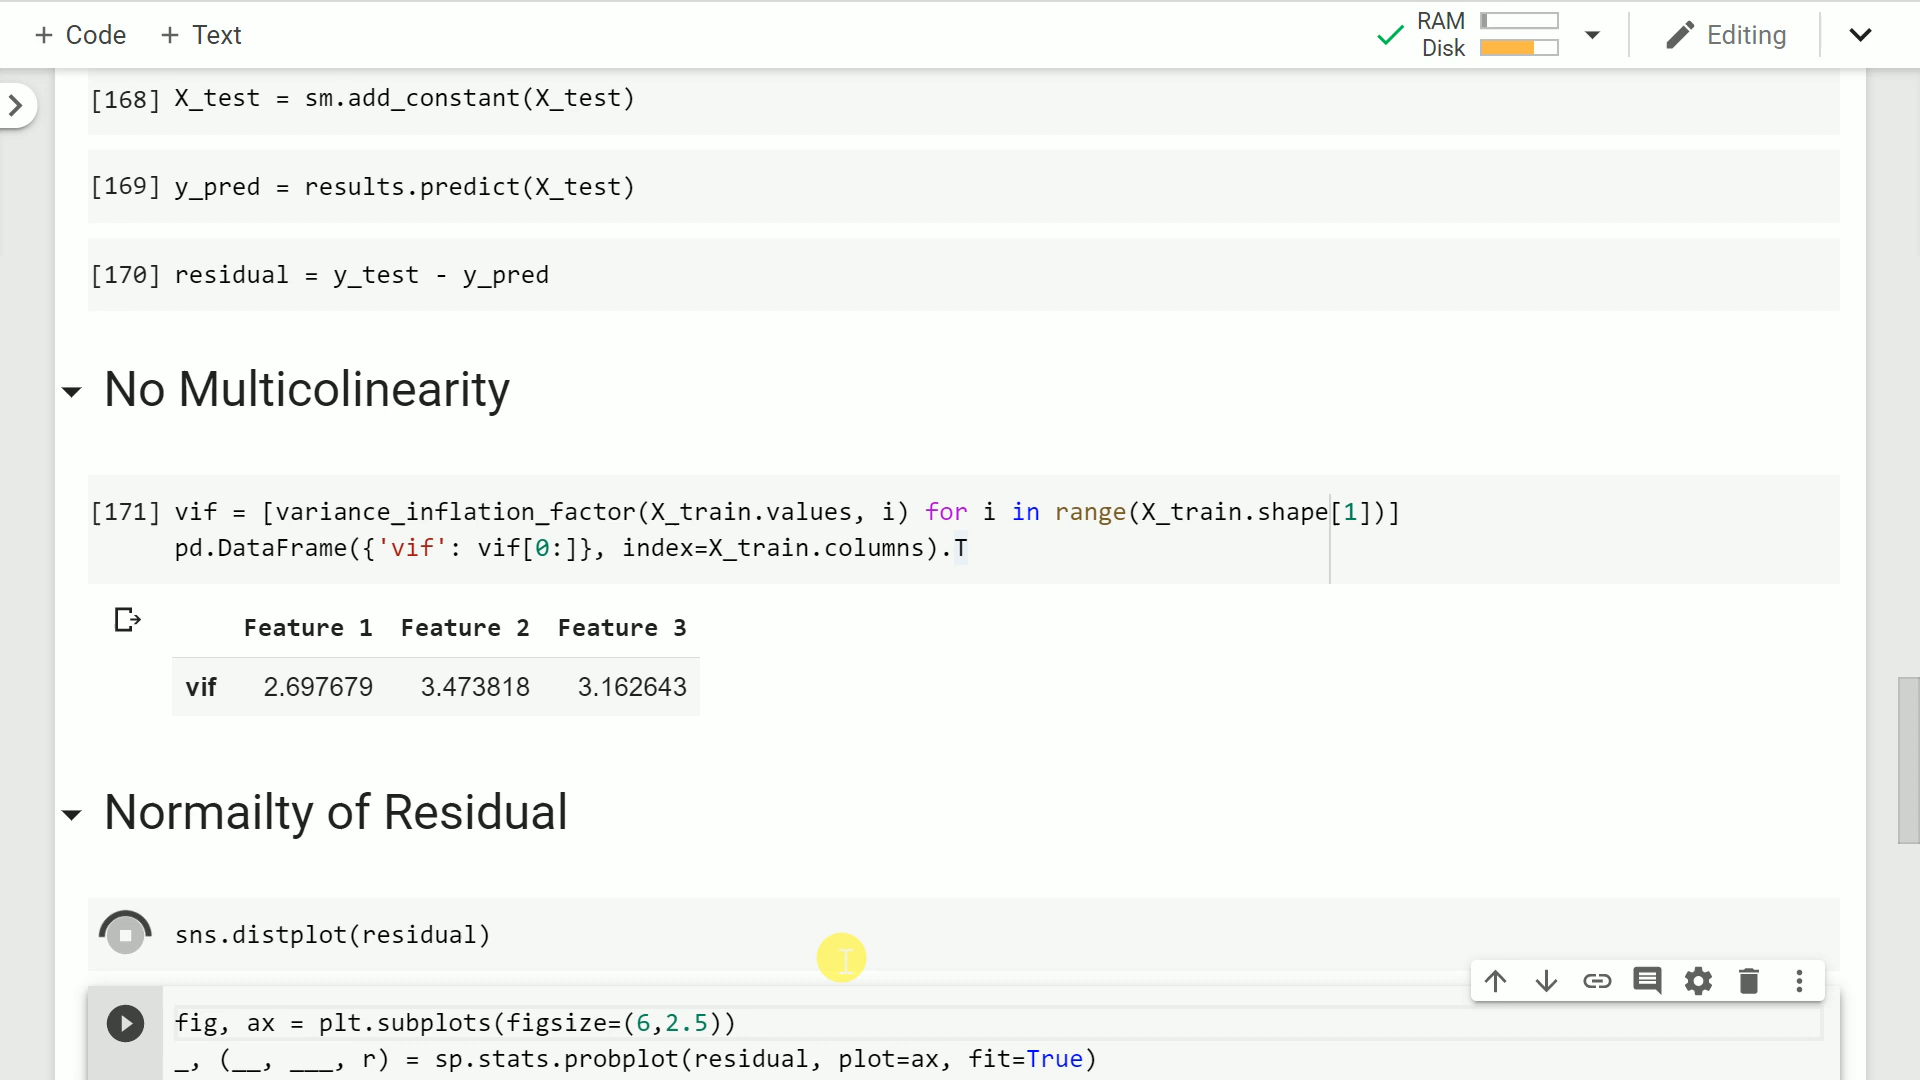 + Code + Text
RAM
Disk
Editing
[168] X_test = sm.add_constant(X_test)
[169] y_pred = results.predict(X_test)
[170] residual = y_test - y_pred
No Multicolinearity
[171] vif = [variance_inflation_factor(X_train.values, i) for i in range(X_train.shape[1])]
pd.DataFrame({'vif': vif[0:]}, index=X_train.columns).T
Feature 1 Feature 2 Feature 3
vif 2.697679 3.473818 3.162643
Normailty of Residual
sns.distplot(residual)
fig, ax = plt.subplots(figsize=(6,2.5))
_, (__, ___, r) = sp.stats.probplot(residual, plot=ax, fit=True)